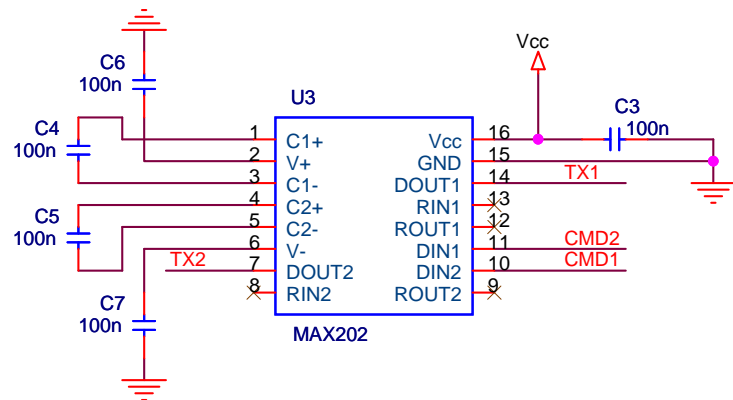 Vcc
C6
100n
U3
C3
100n
C4
100n
1 C1+ Vcc 16
2 V+ GND 15
3 C1- DOUT1 14 TX1
4 C2+ RIN1 13
C5
100n
5 C2- ROUT1 12
6 V- DIN1 11 CMD2
TX2 7 DOUT2 DIN2 10 CMD1
8 RIN2 ROUT2 9
C7
100n
MAX202